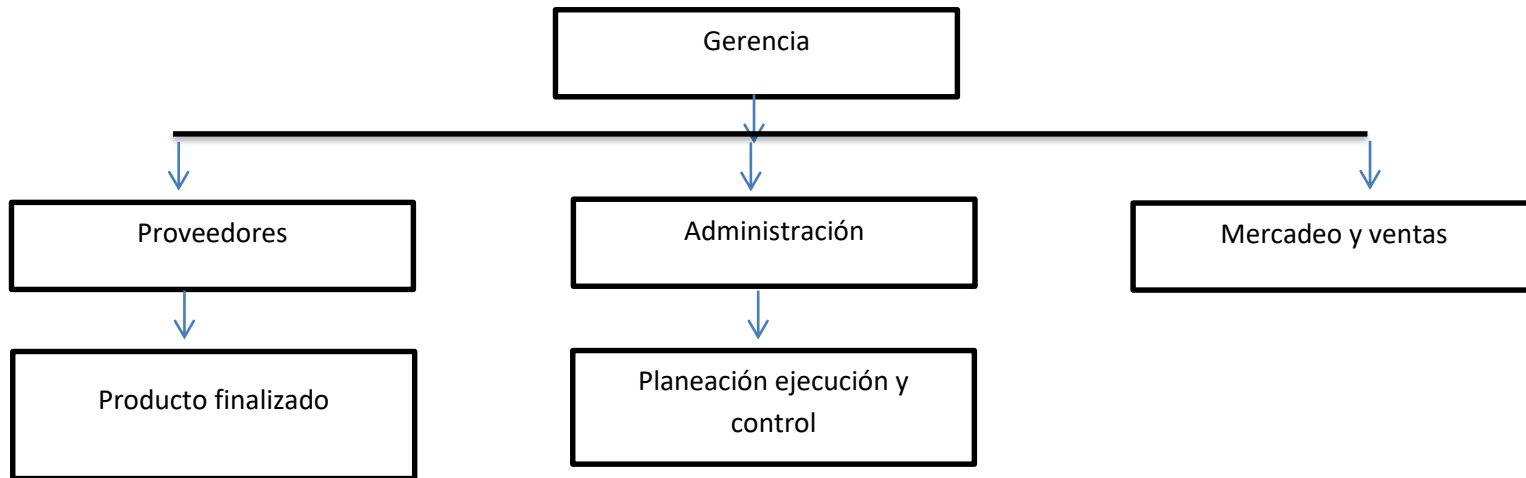 Gerencia
Proveedores
Administración
Mercadeo y ventas
Producto finalizado
Planeación ejecución y
control